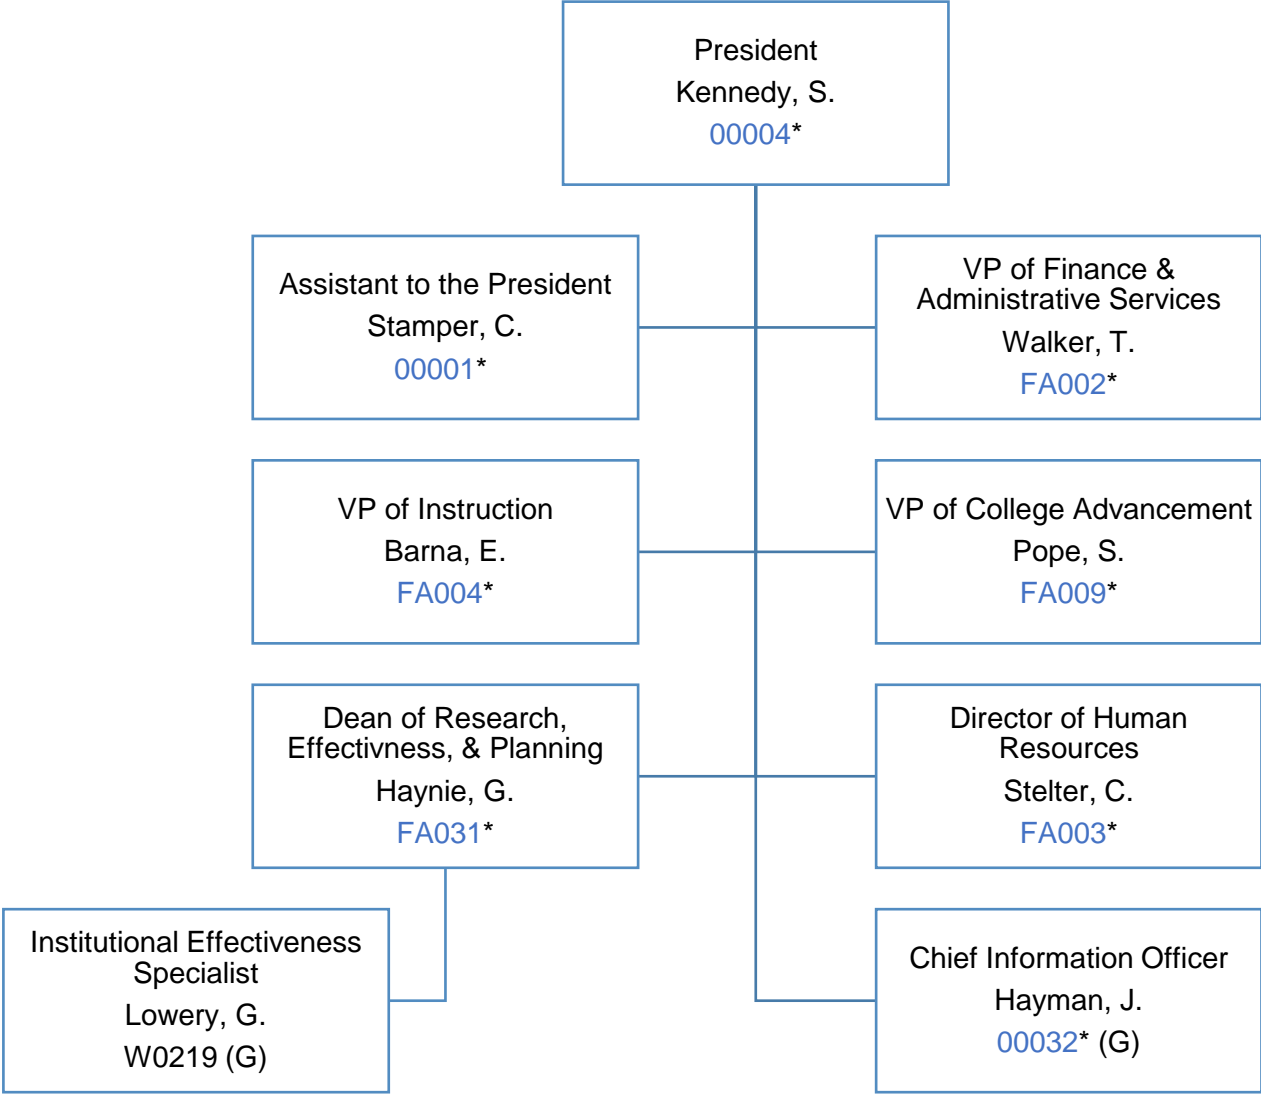 President
Kennedy, S.
00004*
Assistant to the President
Stamper, C.
00001*
VP of Finance &
Administrative Services
Walker, T.
FA002*
VP of Instruction
Barna, E.
FA004*
VP of College Advancement
Pope, S.
FA009*
Dean of Research,
Effectivness, & Planning
Haynie, G.
FA031*
Director of Human
Resources
Stelter, C.
FA003*
Institutional Effectiveness
Specialist
Lowery, G.
W0219 (G)
Chief Information Officer
Hayman, J.
00032* (G)